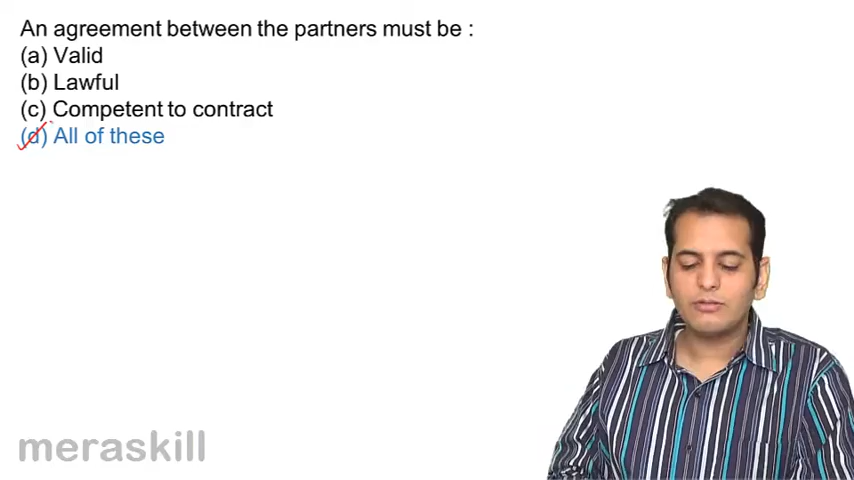 An agreement between the partners must be :
(a) Valid
(b) Lawful
(c) Competent to contract
(d) All of these
meraskill